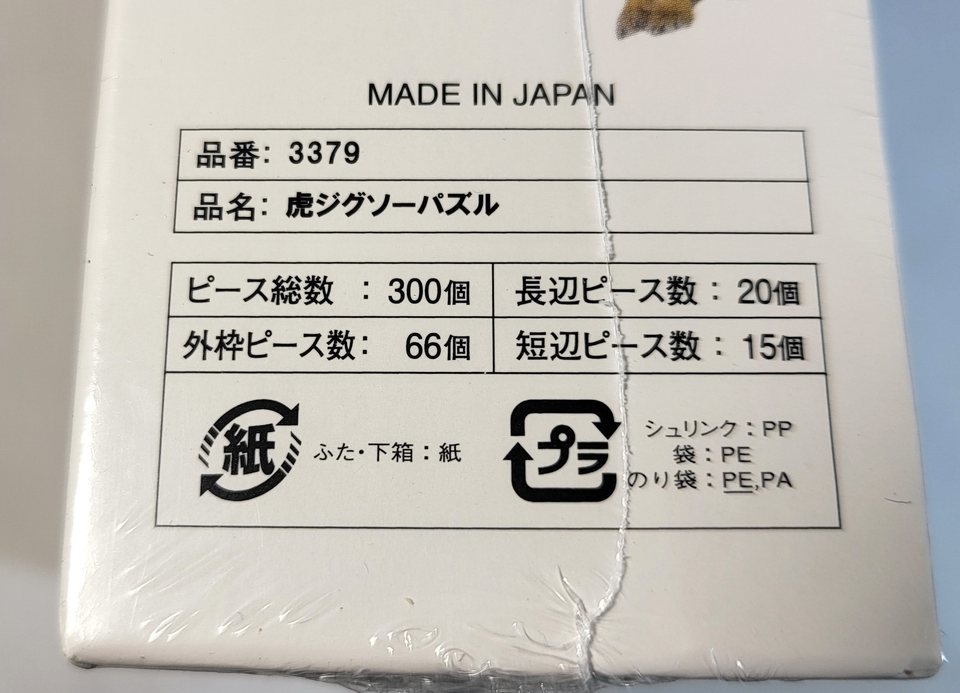 MADE IN JAPAN
品番: 3379
品名: 虎ジグソーパズル
ピース総数 : 300個 長辺ピース数 : 20個
外枠ピース数: 66個 短辺ピース数 : 15個
紙 ふた・下箱 : 紙
プラ
シュリンク : PP
袋 : PE
のり袋 : PE,PA